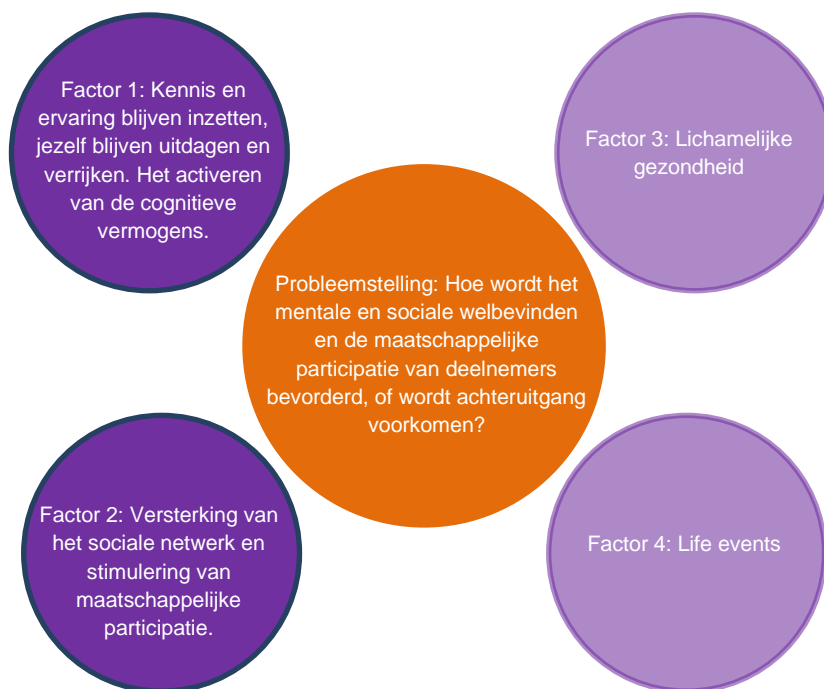 Factor 1: Kennis en
ervaring blijven inzetten,
jezelf blijven uitdagen en
verrijken. Het activeren
van de cognitieve
vermogens.
Factor 3: Lichamelijke
gezondheid
Probleemstelling: Hoe wordt het
mentale en sociale welbevinden
en de maatschappelijke
participatie van deelnemers
bevorderd, of wordt achteruitgang
voorkomen?
Factor 2: Versterking van
het sociale netwerk en
stimulering van
maatschappelijke
participatie.
Factor 4: Life events